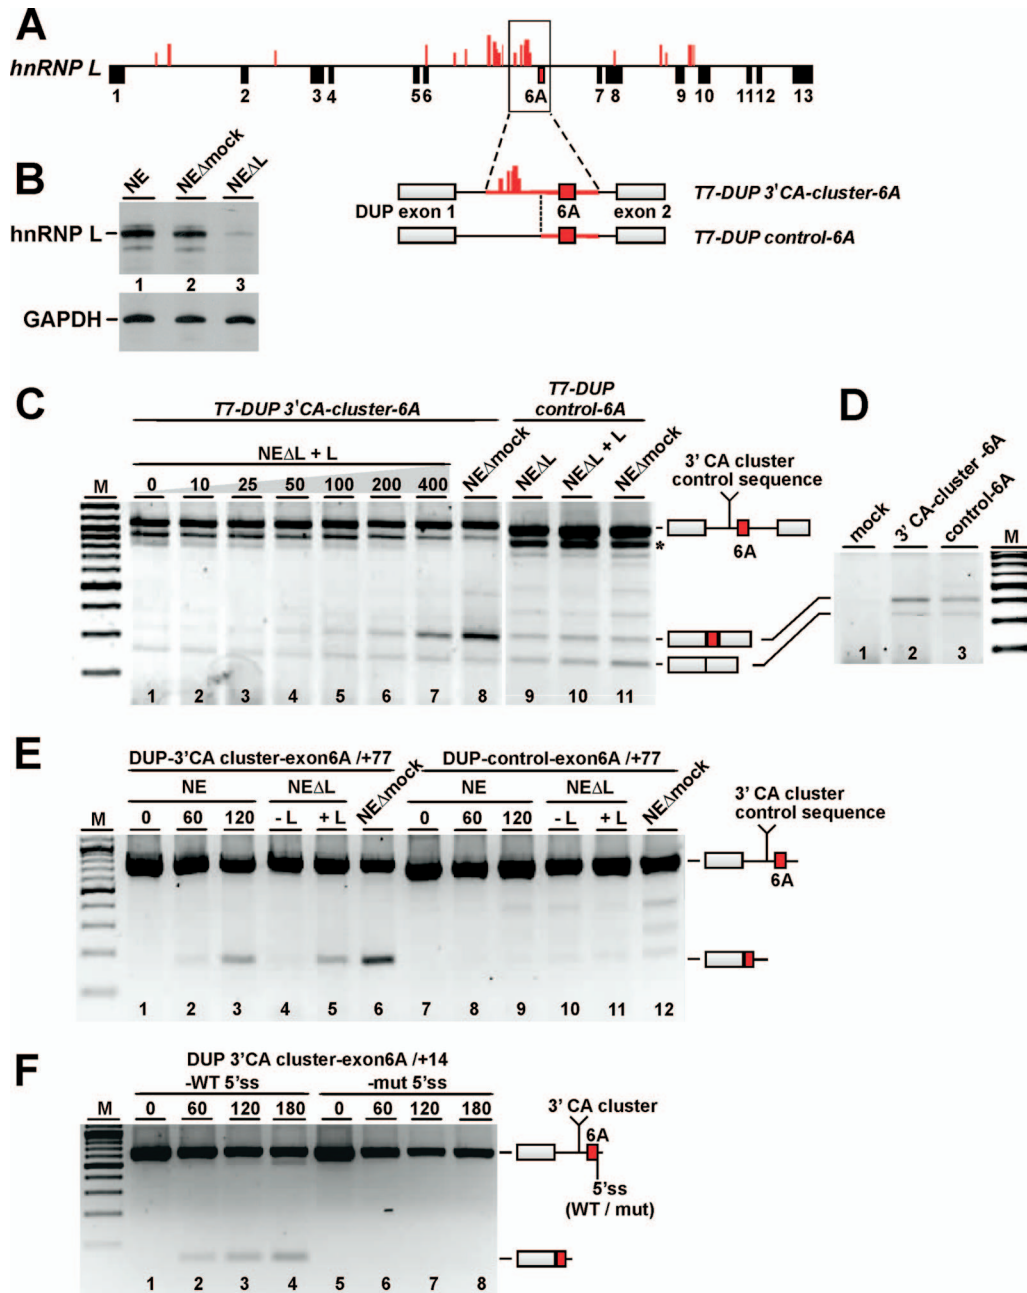 A
hnRNP L
1 2 3 4 5 6 6A 7 8 9 10 11 12 13
B
NE NEΔmock NEΔL
hnRNP L
1 2 3
GAPDH
DUP exon 1 6A exon 2
T7-DUP 3'CA-cluster-6A
T7-DUP control-6A
C
T7-DUP 3'CA-cluster-6A
T7-DUP
control-6A
NEΔL + L
M 0 10 25 50 100 200 400 NEΔmock NEΔL NEΔL + L NEΔmock
3' CA cluster
control sequence
6A
*
1 2 3 4 5 6 7 8 9 10 11
D
mock 3' CA-cluster -6A control-6A M
1 2 3
E
DUP-3'CA cluster-exon6A /+77
DUP-control-exon6A /+77
NE NEΔL NEΔmock NE NEΔL NEΔmock
M 0 60 120 - L + L 0 60 120 - L + L
3' CA cluster
control sequence
6A
1 2 3 4 5 6 7 8 9 10 11 12
F
DUP 3'CA cluster-exon6A /+14
-WT 5'ss -mut 5'ss
M 0 60 120 180 0 60 120 180
3' CA cluster
6A
5'ss
(WT / mut)
1 2 3 4 5 6 7 8